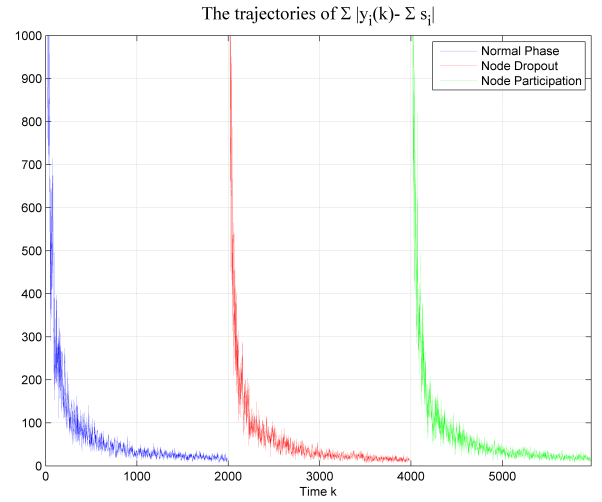 The trajectories of Σ |yᵢ(k)- Σ sᵢ|
Normal Phase
Node Dropout
Node Participation
1000
900
800
700
600
500
400
300
200
100
0
0 1000 2000 3000 4000 5000
Time k